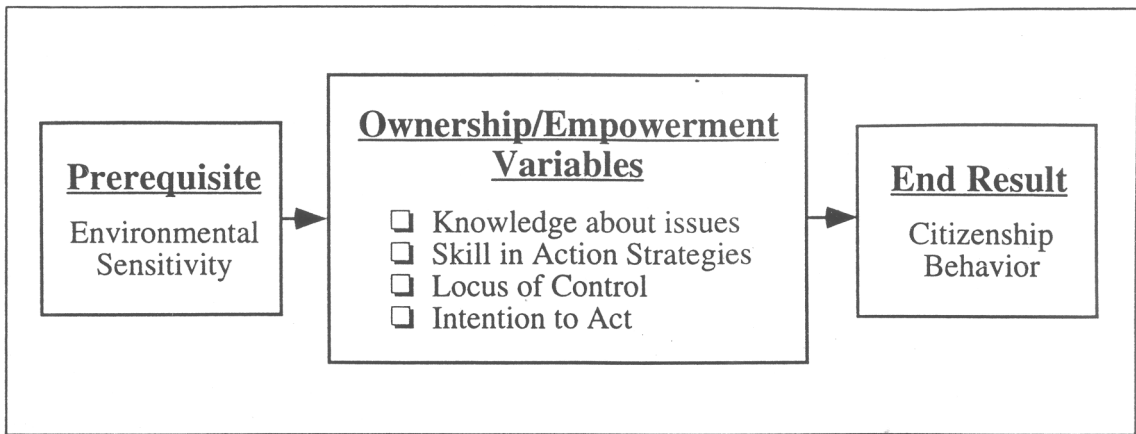 Prerequisite
Environmental
Sensitivity
Ownership/Empowerment
Variables
❏ Knowledge about issues
❏ Skill in Action Strategies
❏ Locus of Control
❏ Intention to Act
End Result
Citizenship
Behavior